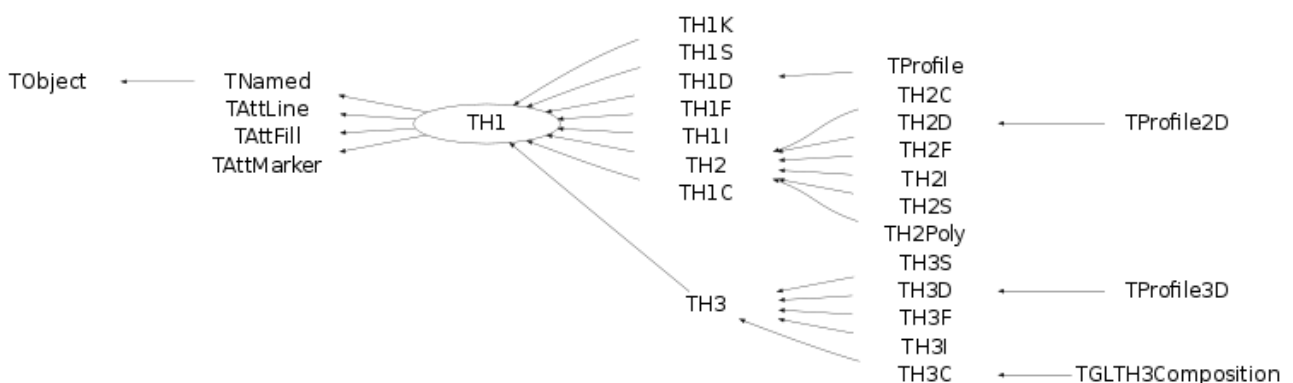 TObject
TNamed
TAttLine
TAttFill
TAttMarker
TH1
TH1K
TH1S
TH1D
TH1F
TH1I
TH2
TH1C
TH3
TProfile
TH2C
TH2D
TH2F
TH2I
TH2S
TH2Poly
TH3S
TH3D
TH3F
TH3I
TH3C
TProfile2D
TProfile3D
TGLTH3Composition